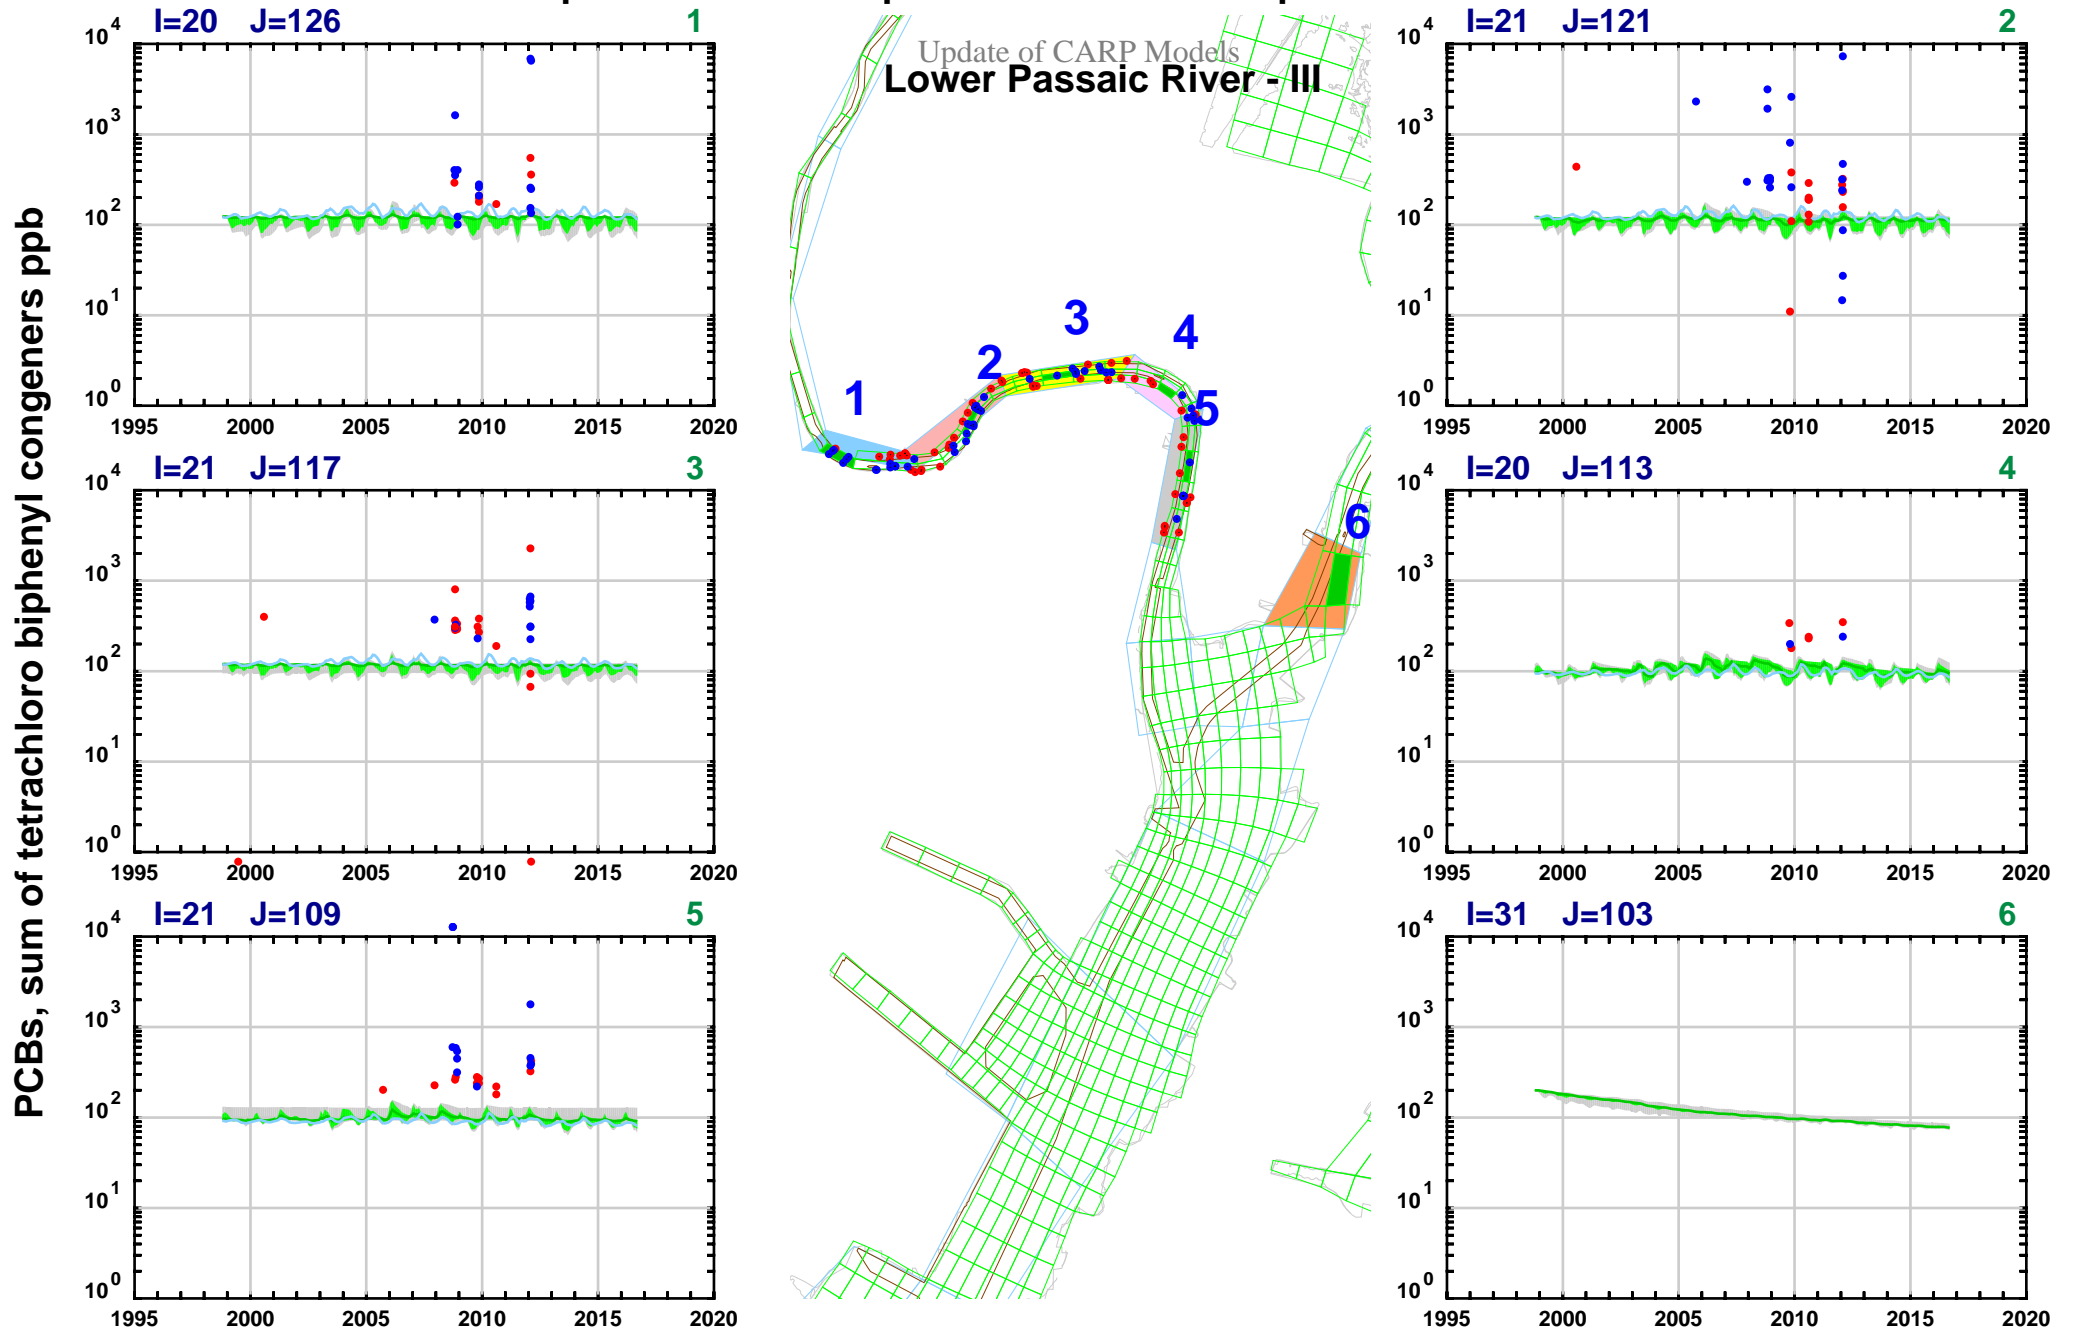 I=20 J=126 1
10^4
10^3
10^2
10^1
10^0
1995 2000 2005 2010 2015 2020
I=21 J=117 3
10^4
10^3
10^2
10^1
10^0
1995 2000 2005 2010 2015 2020
I=21 J=109 5
10^4
10^3
10^2
10^1
10^0
1995 2000 2005 2010 2015 2020
PCBs, sum of tetrachloro biphenyl congeners ppb
Update of CARP Models
Lower Passaic River - III
1
2
3
4
5
6
I=21 J=121 2
10^4
10^3
10^2
10^1
10^0
1995 2000 2005 2010 2015 2020
I=20 J=113 4
10^4
10^3
10^2
10^1
10^0
1995 2000 2005 2010 2015 2020
I=31 J=103 6
10^4
10^3
10^2
10^1
10^0
1995 2000 2005 2010 2015 2020